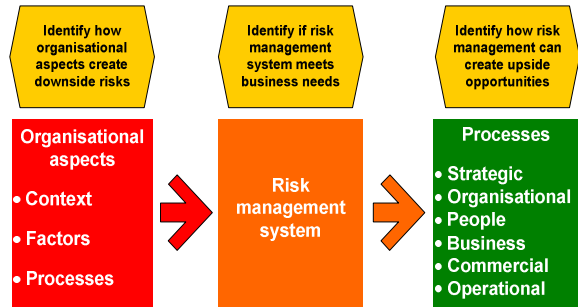 Identify how
organisational
aspects create
downside risks
Identify if risk
management
system meets
business needs
Identify how risk
management can
create upside
opportunities
Organisational
aspects
• Context
• Factors
• Processes
Risk
management
system
Processes
• Strategic
• Organisational
• People
• Business
• Commercial
• Operational